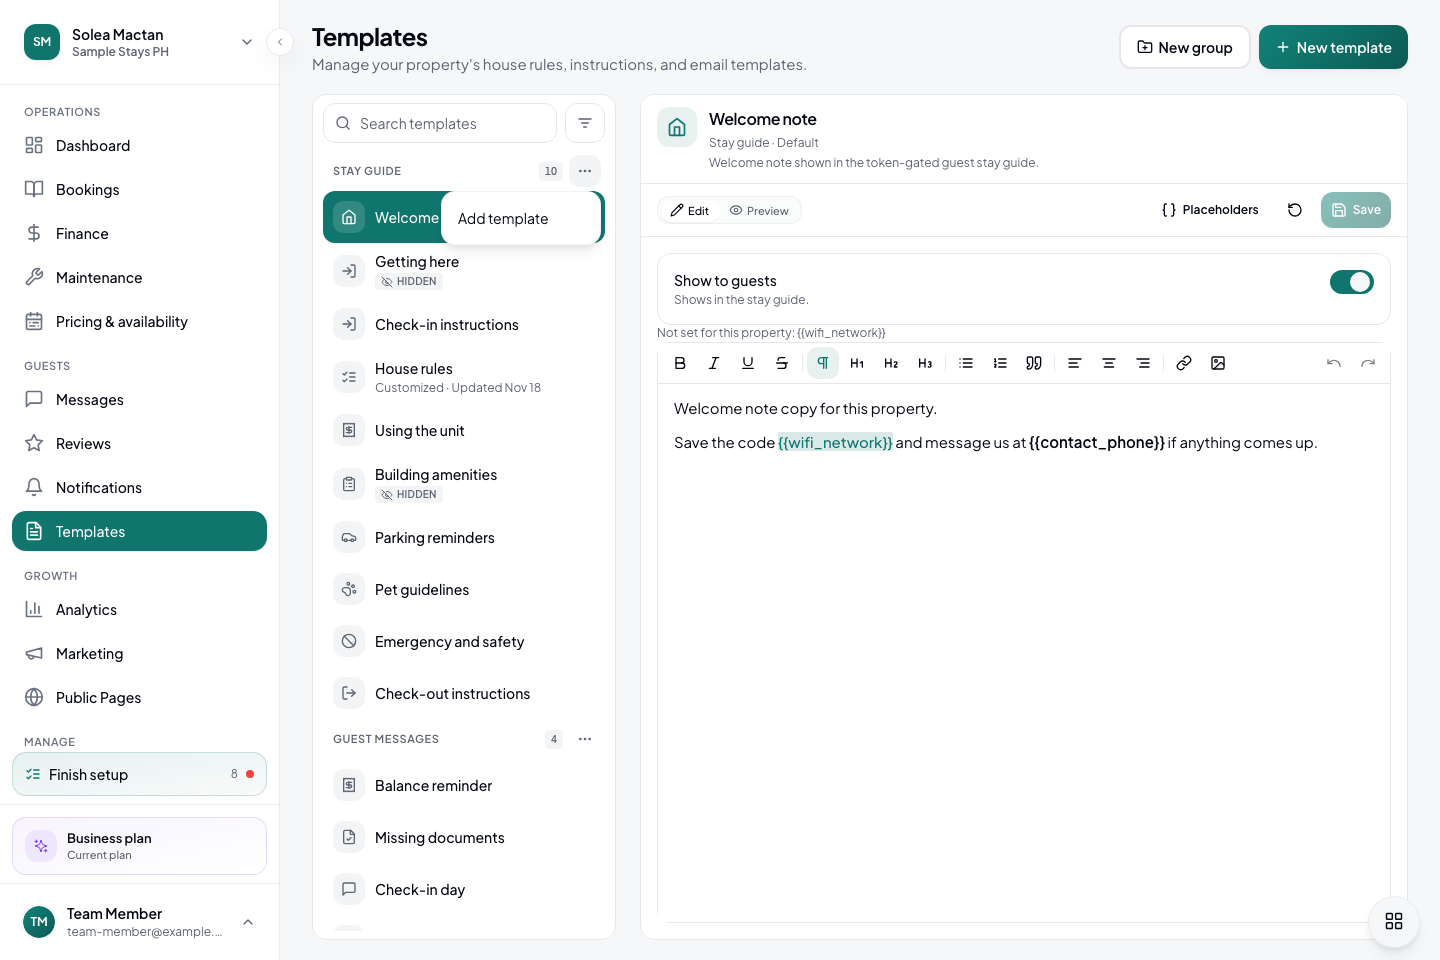 SM
Solea Mactan
Sample Stays PH
OPERATIONS
Dashboard
Bookings
Finance
Maintenance
Pricing & availability
GUESTS
Messages
Reviews
Notifications
Templates
GROWTH
Analytics
Marketing
Public Pages
MANAGE
Finish setup
8
Business plan
Current plan
TM
Team Member
team-member@example....
Templates
Manage your property's house rules, instructions, and email templates.
New group
New template
Search templates
STAY GUIDE
10
Welcome
Add template
Getting here
HIDDEN
Check-in instructions
House rules
Customized · Updated Nov 18
Using the unit
Building amenities
HIDDEN
Parking reminders
Pet guidelines
Emergency and safety
Check-out instructions
GUEST MESSAGES
4
Balance reminder
Missing documents
Check-in day
Welcome note
Stay guide · Default
Welcome note shown in the token-gated guest stay guide.
Edit
Preview
{} Placeholders
Save
Show to guests
Shows in the stay guide.
Not set for this property: {{wifi_network}}
B I U S ¶ H1 H2 H3
Welcome note copy for this property.
Save the code {{wifi_network}} and message us at {{contact_phone}} if anything comes up.